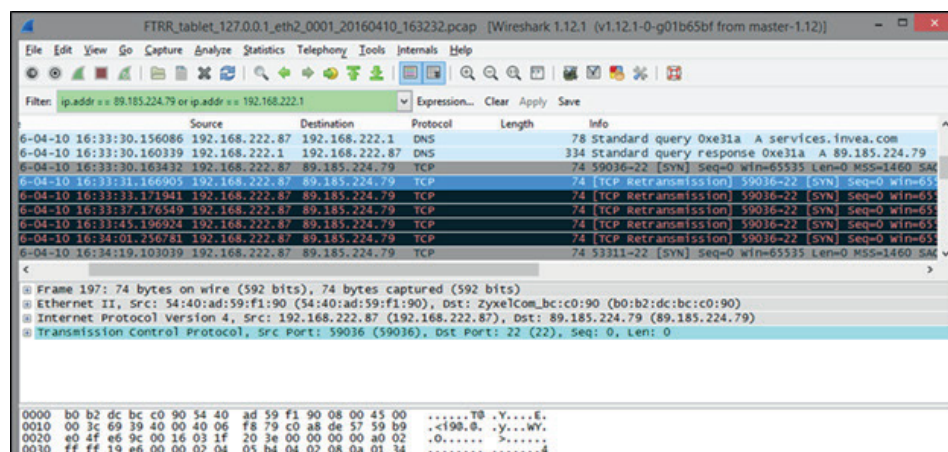 FTRR_tablet_127.0.0.1_eth2_0001_20160410_163232.pcap [Wireshark 1.12.1 (v1.12.1-0-g01b65bf from master-1.12)]
File Edit View Go Capture Analyze Statistics Telephony Tools Internals Help
Filter: ip.addr == 89.185.224.79 or ip.addr == 192.168.222.1 Expression... Clear Apply Save
Source Destination Protocol Length Info
6-04-10 16:33:30.156086 192.168.222.87 192.168.222.1 DNS 78 Standard query 0xe31a A services.invea.com
6-04-10 16:33:30.160339 192.168.222.1 192.168.222.87 DNS 334 Standard query response 0xe31a A 89.185.224.79
6-04-10 16:33:30.163432 192.168.222.87 89.185.224.79 TCP 74 59036→22 [SYN] Seq=0 Win=65535 Len=0 MSS=1460 SAC
6-04-10 16:33:31.166905 192.168.222.87 89.185.224.79 TCP 74 [TCP Retransmission] 59036→22 [SYN] Seq=0 Win=655
6-04-10 16:33:33.171941 192.168.222.87 89.185.224.79 TCP 74 [TCP Retransmission] 59036→22 [SYN] Seq=0 Win=655
6-04-10 16:33:37.176549 192.168.222.87 89.185.224.79 TCP 74 [TCP Retransmission] 59036→22 [SYN] Seq=0 Win=655
6-04-10 16:33:45.196924 192.168.222.87 89.185.224.79 TCP 74 [TCP Retransmission] 59036→22 [SYN] Seq=0 Win=655
6-04-10 16:34:01.256781 192.168.222.87 89.185.224.79 TCP 74 [TCP Retransmission] 59036→22 [SYN] Seq=0 Win=655
6-04-10 16:34:19.103039 192.168.222.87 89.185.224.79 TCP 74 53311→22 [SYN] Seq=0 Win=65535 Len=0 MSS=1460 SAC
Frame 197: 74 bytes on wire (592 bits), 74 bytes captured (592 bits)
Ethernet II, Src: 54:40:ad:59:f1:90 (54:40:ad:59:f1:90), Dst: ZyxelCom_bc:c0:90 (b0:b2:dc:bc:c0:90)
Internet Protocol Version 4, Src: 192.168.222.87 (192.168.222.87), Dst: 89.185.224.79 (89.185.224.79)
Transmission Control Protocol, Src Port: 59036 (59036), Dst Port: 22 (22), Seq: 0, Len: 0
0000 b0 b2 dc bc c0 90 54 40 ad 59 f1 90 08 00 45 00 ......T@ .Y....E.
0010 00 3c 69 39 40 00 40 06 f8 79 c0 a8 de 57 59 b9 .<i9@.@. .y...WY.
0020 e0 4f e6 9c 00 16 03 1f 20 3e 00 00 00 00 a0 02 .O...... >......
0030 ff ff 19 e6 00 00 02 04 05 b4 04 02 08 0a 01 34 ........ .......4